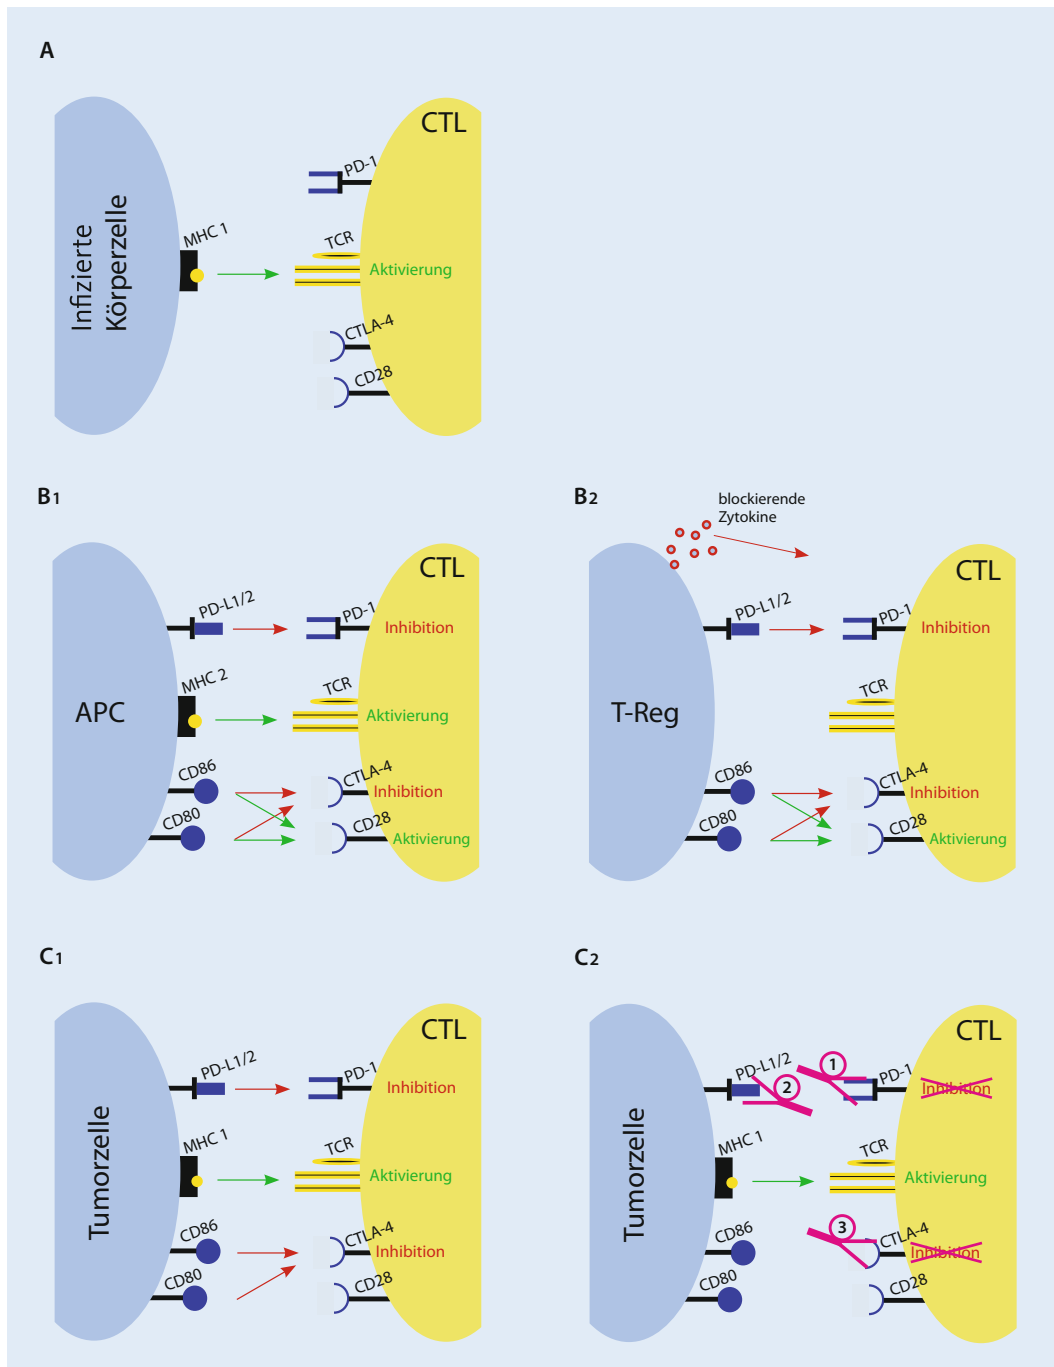 A
CTL
PD-1
MHC 1
TCR
Infizierte
Körperzelle
Aktivierung
CTLA-4
CD28
B1
CTL
PD-L1/2
PD-1
Inhibition
MHC 2
TCR
APC
Aktivierung
CD86
CTLA-4
Inhibition
CD80
CD28
Aktivierung
B2
blockierende
Zytokine
CTL
PD-L1/2
PD-1
Inhibition
TCR
T-Reg
CD86
CTLA-4
Inhibition
CD80
CD28
Aktivierung
C1
CTL
PD-L1/2
PD-1
Inhibition
Tumorzelle
MHC 1
TCR
Aktivierung
CD86
CTLA-4
Inhibition
CD80
CD28
C2
CTL
PD-L1/2
1
2
PD-1
Inhibition
Tumorzelle
MHC 1
TCR
Aktivierung
CD86
3
CTLA-4
Inhibition
CD80
CD28